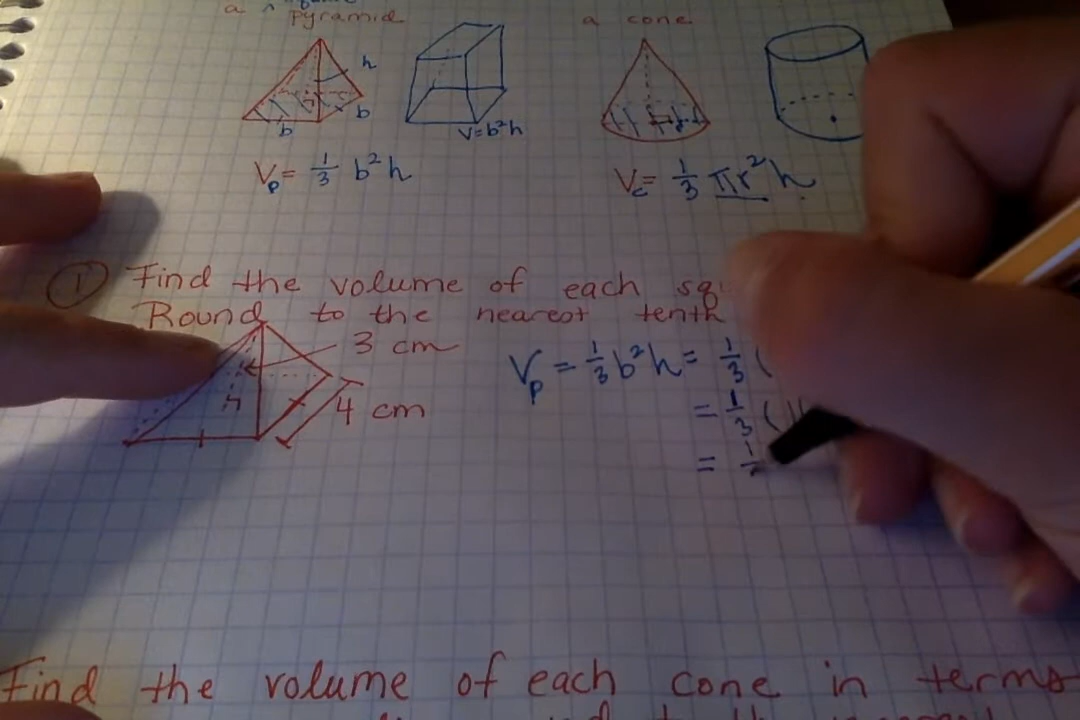 a pyramid
a cone
h
b
b
V=b²h
Vp = 1/3 b²h
Vc = 1/3 πr²h
① Find the volume of each
Round to the nearest tenth
3 cm
4 cm
Vp = 1/3 b²h = 1/3 (
= 1/3 (
=
Find the volume of each cone in terms